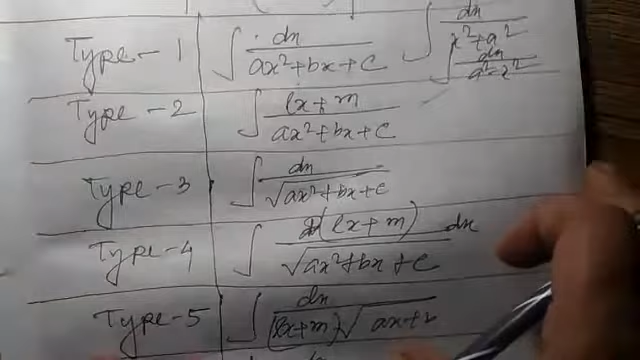 Type-1 ∫ dx/(ax²+bx+c) ∫ dx/(x²+a²)
∫ dx/(a²-x²)
Type-2 ∫ (lx+m)/(ax²+bx+c)
Type-3 ∫ dx/√(ax²+bx+c)
Type-4 ∫ (lx+m)/√(ax²+bx+c) dx
Type-5 ∫ dx/(lx+m)√